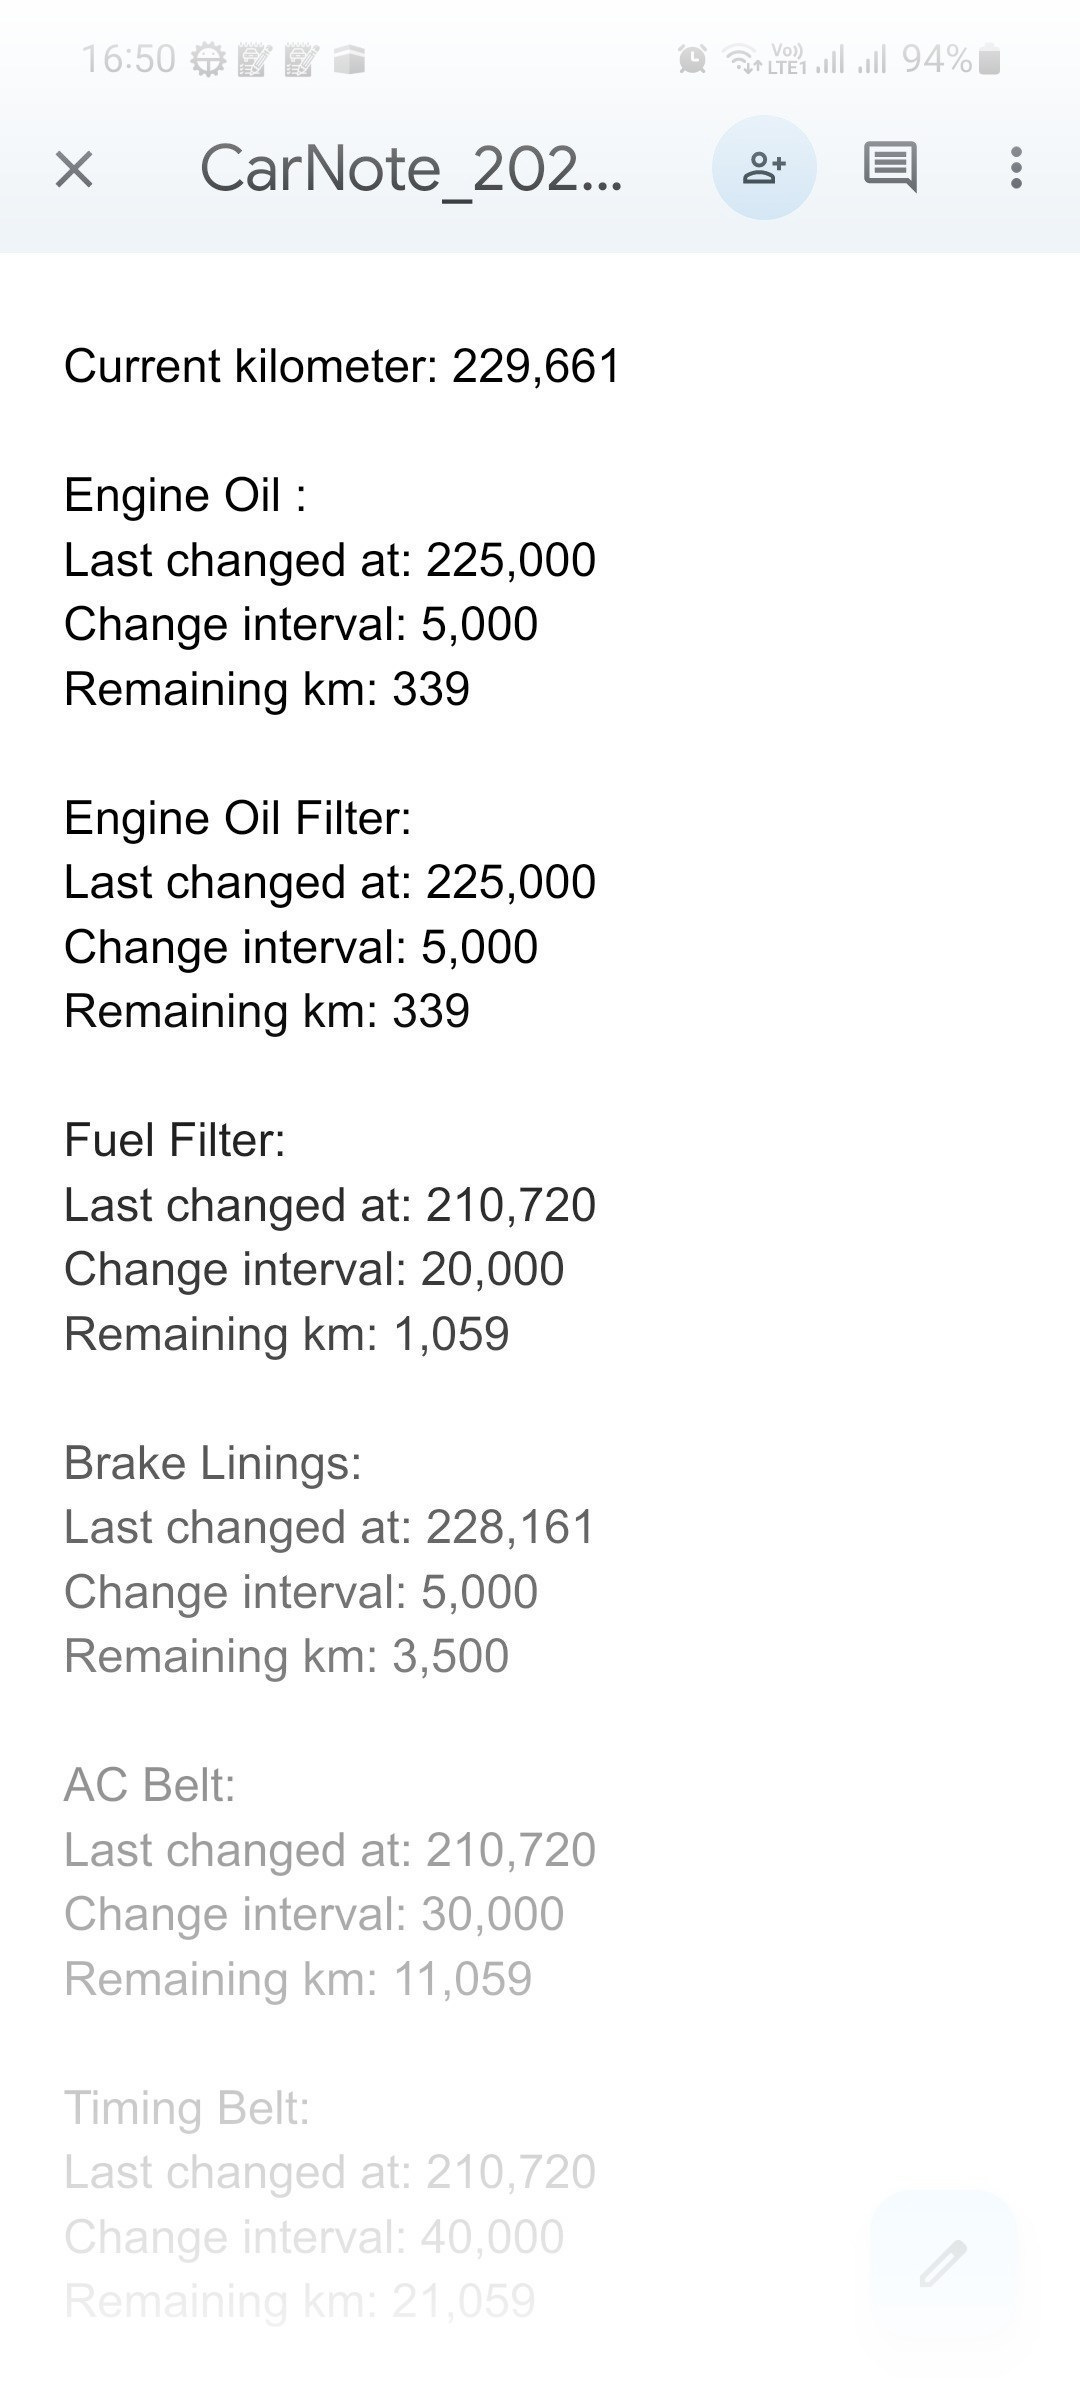 16:50
Vo))
LTE1
94%
CarNote_202...
Current kilometer: 229,661
Engine Oil :
Last changed at: 225,000
Change interval: 5,000
Remaining km: 339
Engine Oil Filter:
Last changed at: 225,000
Change interval: 5,000
Remaining km: 339
Fuel Filter:
Last changed at: 210,720
Change interval: 20,000
Remaining km: 1,059
Brake Linings:
Last changed at: 228,161
Change interval: 5,000
Remaining km: 3,500
AC Belt:
Last changed at: 210,720
Change interval: 30,000
Remaining km: 11,059
Timing Belt:
Last changed at: 210,720
Change interval: 40,000
Remaining km: 21,059